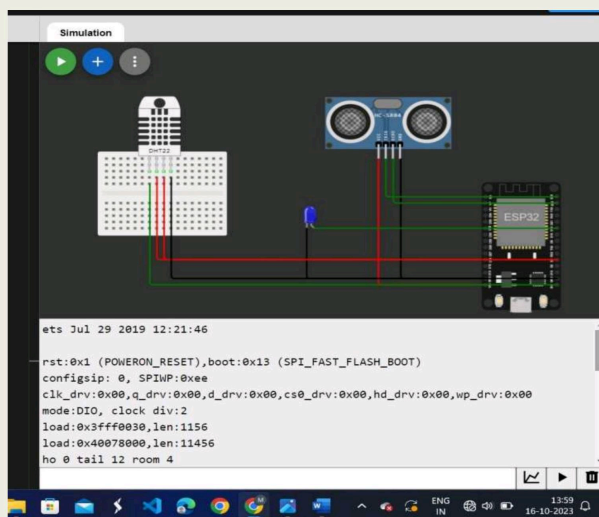 Simulation
DHT22
HC-SR04
ESP32
ets Jul 29 2019 12:21:46
rst:0x1 (POWERON_RESET),boot:0x13 (SPI_FAST_FLASH_BOOT)
configsip: 0, SPIWP:0xee
clk_drv:0x00,q_drv:0x00,d_drv:0x00,cs0_drv:0x00,hd_drv:0x00,wp_drv:0x00
mode:DIO, clock div:2
load:0x3fff0030,len:1156
load:0x40078000,len:11456
ho 0 tail 12 room 4
ENG
IN
13:59
16-10-2023